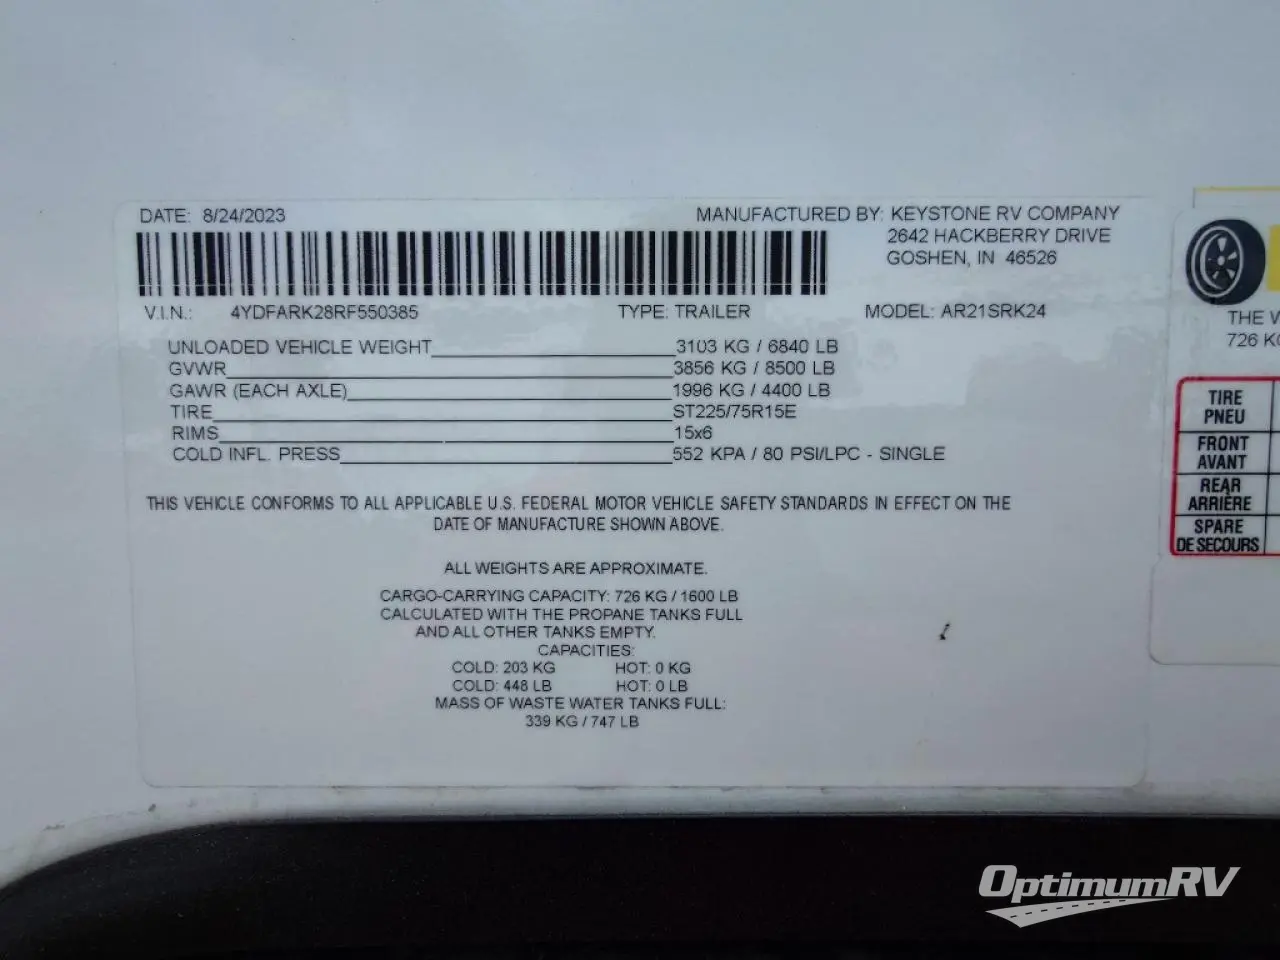 DATE: 8/24/2023
MANUFACTURED BY: KEYSTONE RV COMPANY
2642 HACKBERRY DRIVE
GOSHEN, IN 46526
V.I.N.: 4YDFARK28RF550385 TYPE: TRAILER MODEL: AR21SRK24
UNLOADED VEHICLE WEIGHT 3103 KG / 6840 LB
GVWR 3856 KG / 8500 LB
GAWR (EACH AXLE) 1996 KG / 4400 LB
TIRE ST225/75R15E
RIMS 15x6
COLD INFL. PRESS 552 KPA / 80 PSI/LPC - SINGLE
THIS VEHICLE CONFORMS TO ALL APPLICABLE U.S. FEDERAL MOTOR VEHICLE SAFETY STANDARDS IN EFFECT ON THE
DATE OF MANUFACTURE SHOWN ABOVE.
ALL WEIGHTS ARE APPROXIMATE.
CARGO-CARRYING CAPACITY: 726 KG / 1600 LB
CALCULATED WITH THE PROPANE TANKS FULL
AND ALL OTHER TANKS EMPTY.
CAPACITIES:
COLD: 203 KG HOT: 0 KG
COLD: 448 LB HOT: 0 LB
MASS OF WASTE WATER TANKS FULL:
339 KG / 747 LB
THE
726
TIRE
PNEU
FRONT
AVANT
REAR
ARRIÈRE
SPARE
DE SECOURS
OptimumRV